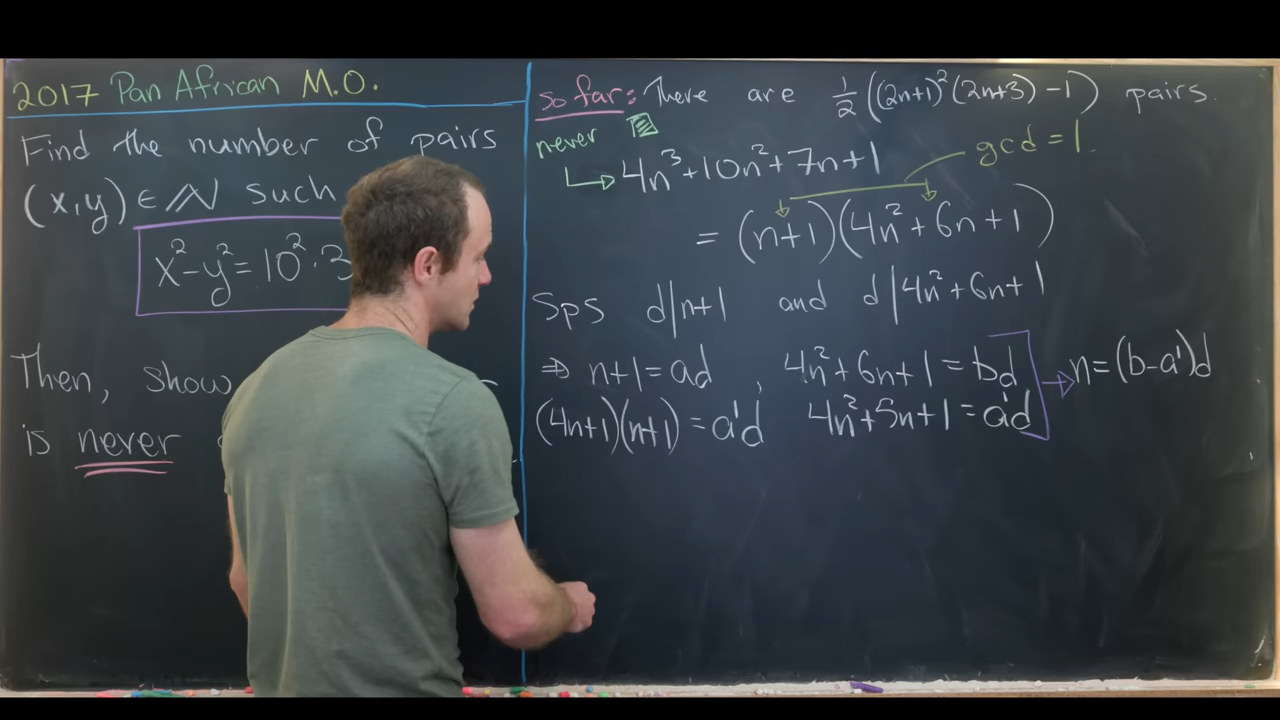 2017 Pan African M.O.
Find the number of pairs
(x,y) ∈ ℕ such
x²-y²=10²·3
Then, show
is never
so far: There are 1/2((2n+1)²(2n+3)-1) pairs.
never
4n³+10n²+7n+1
gcd=1.
=(n+1)(4n²+6n+1)
Sps d|n+1 and d|4n²+6n+1
⇒ n+1=ad, 4n²+6n+1=bd → n=(b-a')d
(4n+1)(n+1)=a'd 4n²+5n+1=a'd